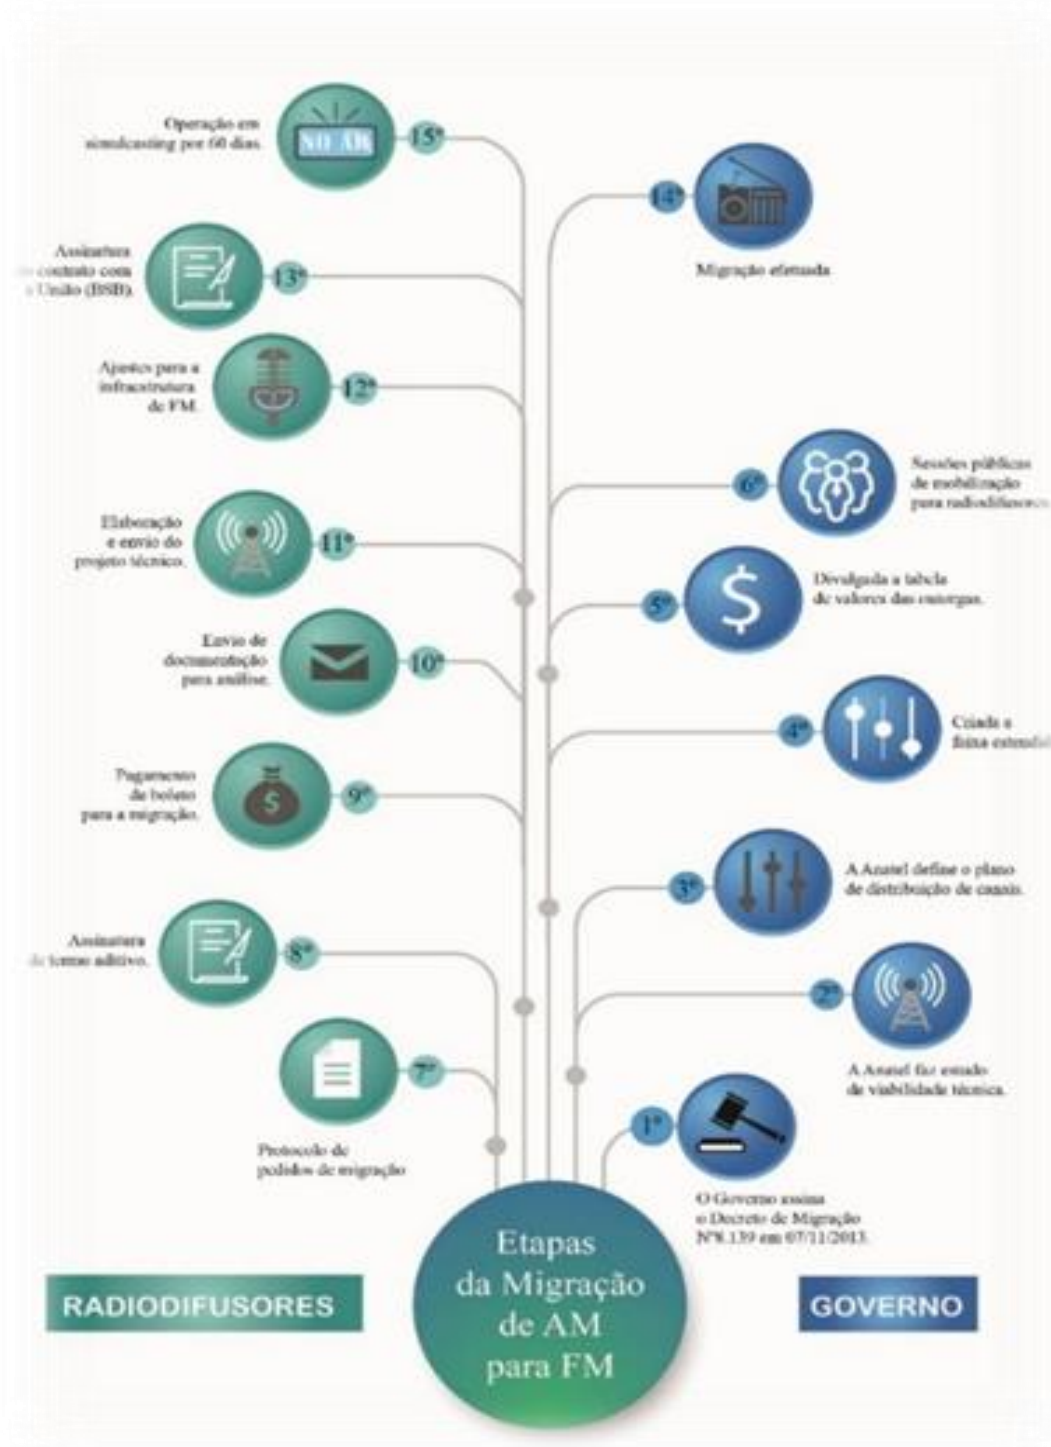 Operação em
simulcasting por 60 dias.
NO AR
15º
14º
Migração efetuada
Assinatura
contrato com
União (BSB).
13º
Ajustes para a
infraestrutura
de FM.
12º
6º
Sessões públicas
de mobilização
para radiodifusores
Elaboração
e envio do
projeto técnico.
11º
5º
Divulgada a tabela
de valores das outorgas.
Envio de
documentação
para análise.
10º
4º
Criada a
faixa
Pagamento
de boleto
para a migração.
9º
3º
A Anatel define o plano
de distribuição de canais.
Assinatura
de termo aditivo.
8º
2º
A Anatel faz estudo
de viabilidade técnica.
7º
Protocolo de
pedidos de migração
1º
O Governo assina
o Decreto de Migração
Nº8.139 em 07/11/2013.
Etapas
da Migração
de AM
para FM
RADIODIFUSORES
GOVERNO